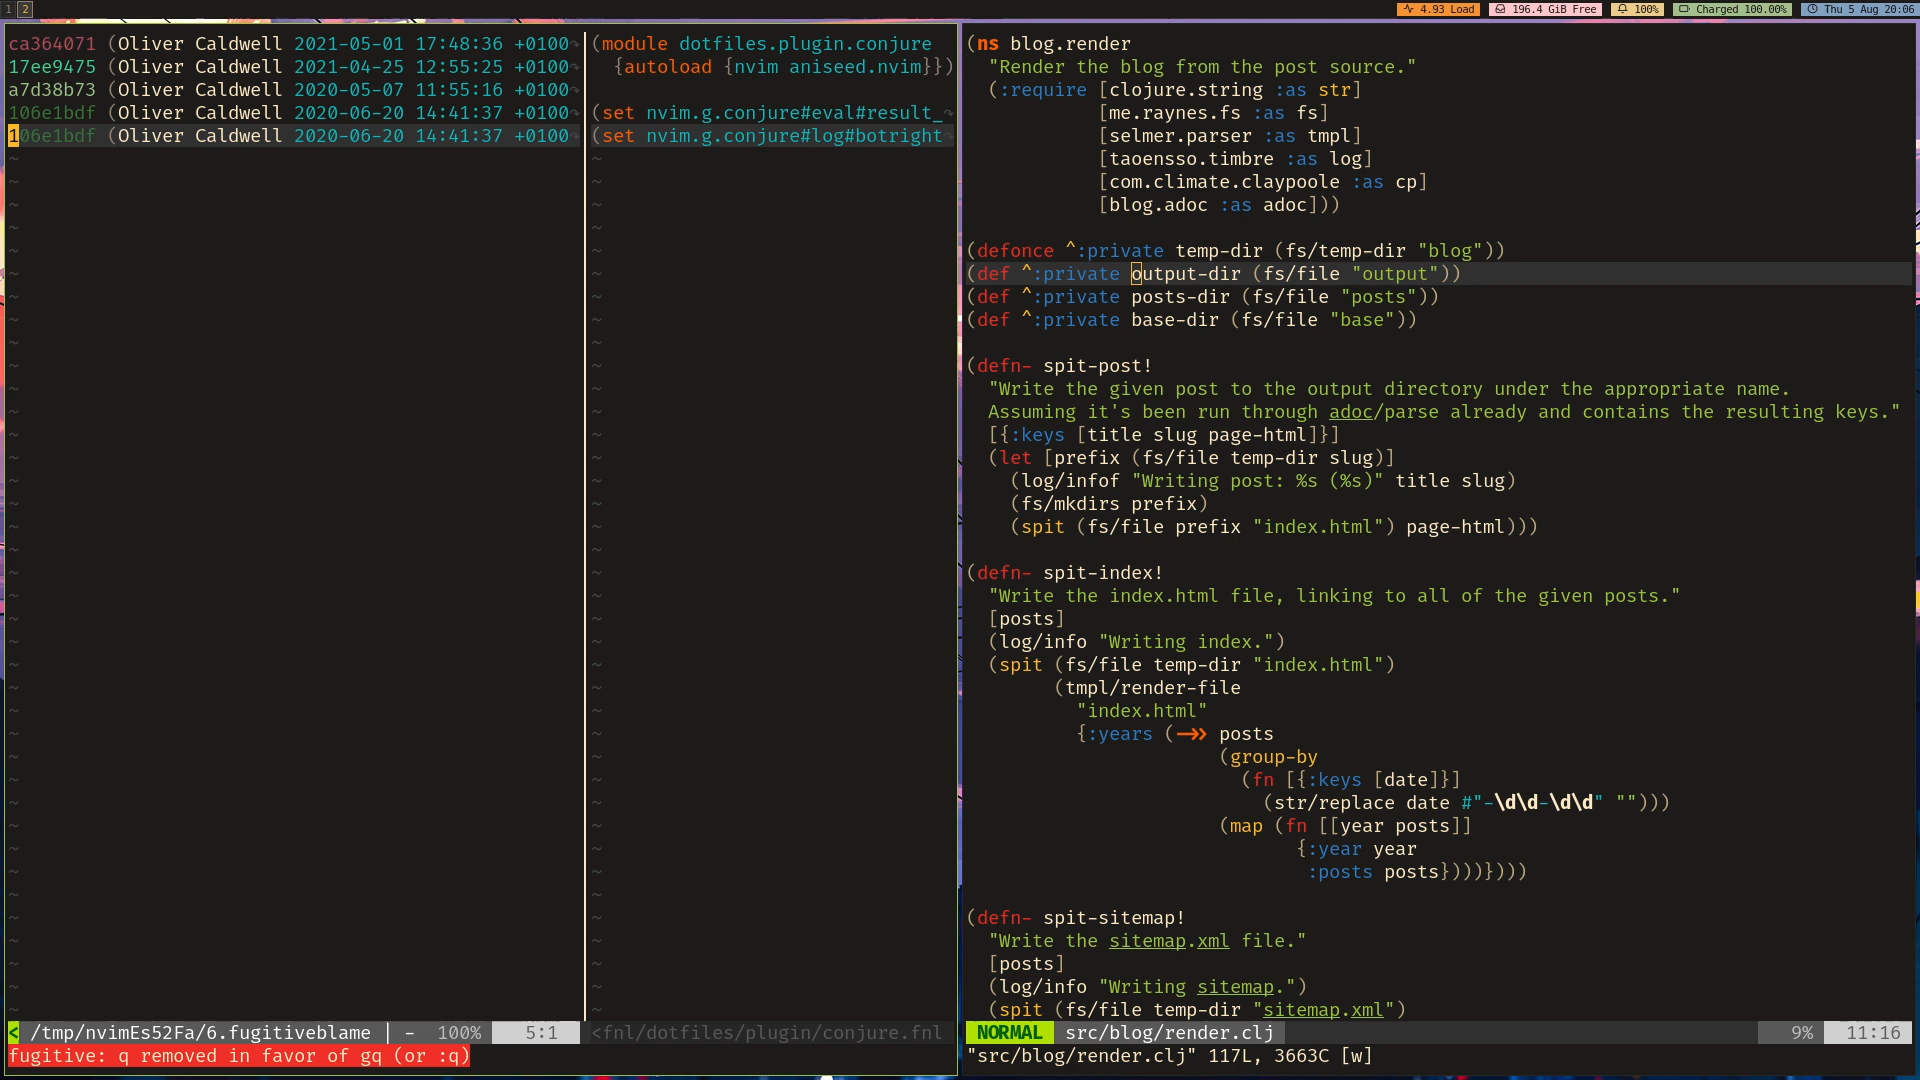 1 2
4.93 Load 196.4 GiB Free 100% Charged 100.00% Thu 5 Aug 20:06
ca364071 (Oliver Caldwell 2021-05-01 17:48:36 +0100
17ee9475 (Oliver Caldwell 2021-04-25 12:55:25 +0100
a7d38b73 (Oliver Caldwell 2020-05-07 11:55:16 +0100
106e1bdf (Oliver Caldwell 2020-06-20 14:41:37 +0100
106e1bdf (Oliver Caldwell 2020-06-20 14:41:37 +0100
/tmp/nvimEs52Fa/6.fugitiveblame | - 100% 5:1
fugitive: q removed in favor of gq (or :q)
(module dotfiles.plugin.conjure
  {autoload {nvim aniseed.nvim}})
(set nvim.g.conjure#eval#result_
(set nvim.g.conjure#log#botright
<fnl/dotfiles/plugin/conjure.fnl
(ns blog.render
  "Render the blog from the post source."
  (:require [clojure.string :as str]
            [me.raynes.fs :as fs]
            [selmer.parser :as tmpl]
            [taoensso.timbre :as log]
            [com.climate.claypoole :as cp]
            [blog.adoc :as adoc]))
(defonce ^:private temp-dir (fs/temp-dir "blog"))
(def ^:private output-dir (fs/file "output"))
(def ^:private posts-dir (fs/file "posts"))
(def ^:private base-dir (fs/file "base"))
(defn- spit-post!
  "Write the given post to the output directory under the appropriate name.
  Assuming it's been run through adoc/parse already and contains the resulting keys."
  [{:keys [title slug page-html]}]
  (let [prefix (fs/file temp-dir slug)]
    (log/infof "Writing post: %s (%s)" title slug)
    (fs/mkdirs prefix)
    (spit (fs/file prefix "index.html") page-html)))
(defn- spit-index!
  "Write the index.html file, linking to all of the given posts."
  [posts]
  (log/info "Writing index.")
  (spit (fs/file temp-dir "index.html")
        (tmpl/render-file
          "index.html"
          {:years (->> posts
                       (group-by
                         (fn [{:keys [date]}]
                           (str/replace date #"-\d\d-\d\d" "")))
                       (map (fn [[year posts]]
                              {:year year
                               :posts posts})))})))
(defn- spit-sitemap!
  "Write the sitemap.xml file."
  [posts]
  (log/info "Writing sitemap.")
  (spit (fs/file temp-dir "sitemap.xml")
NORMAL src/blog/render.clj 9% 11:16
"src/blog/render.clj" 117L, 3663C [w]